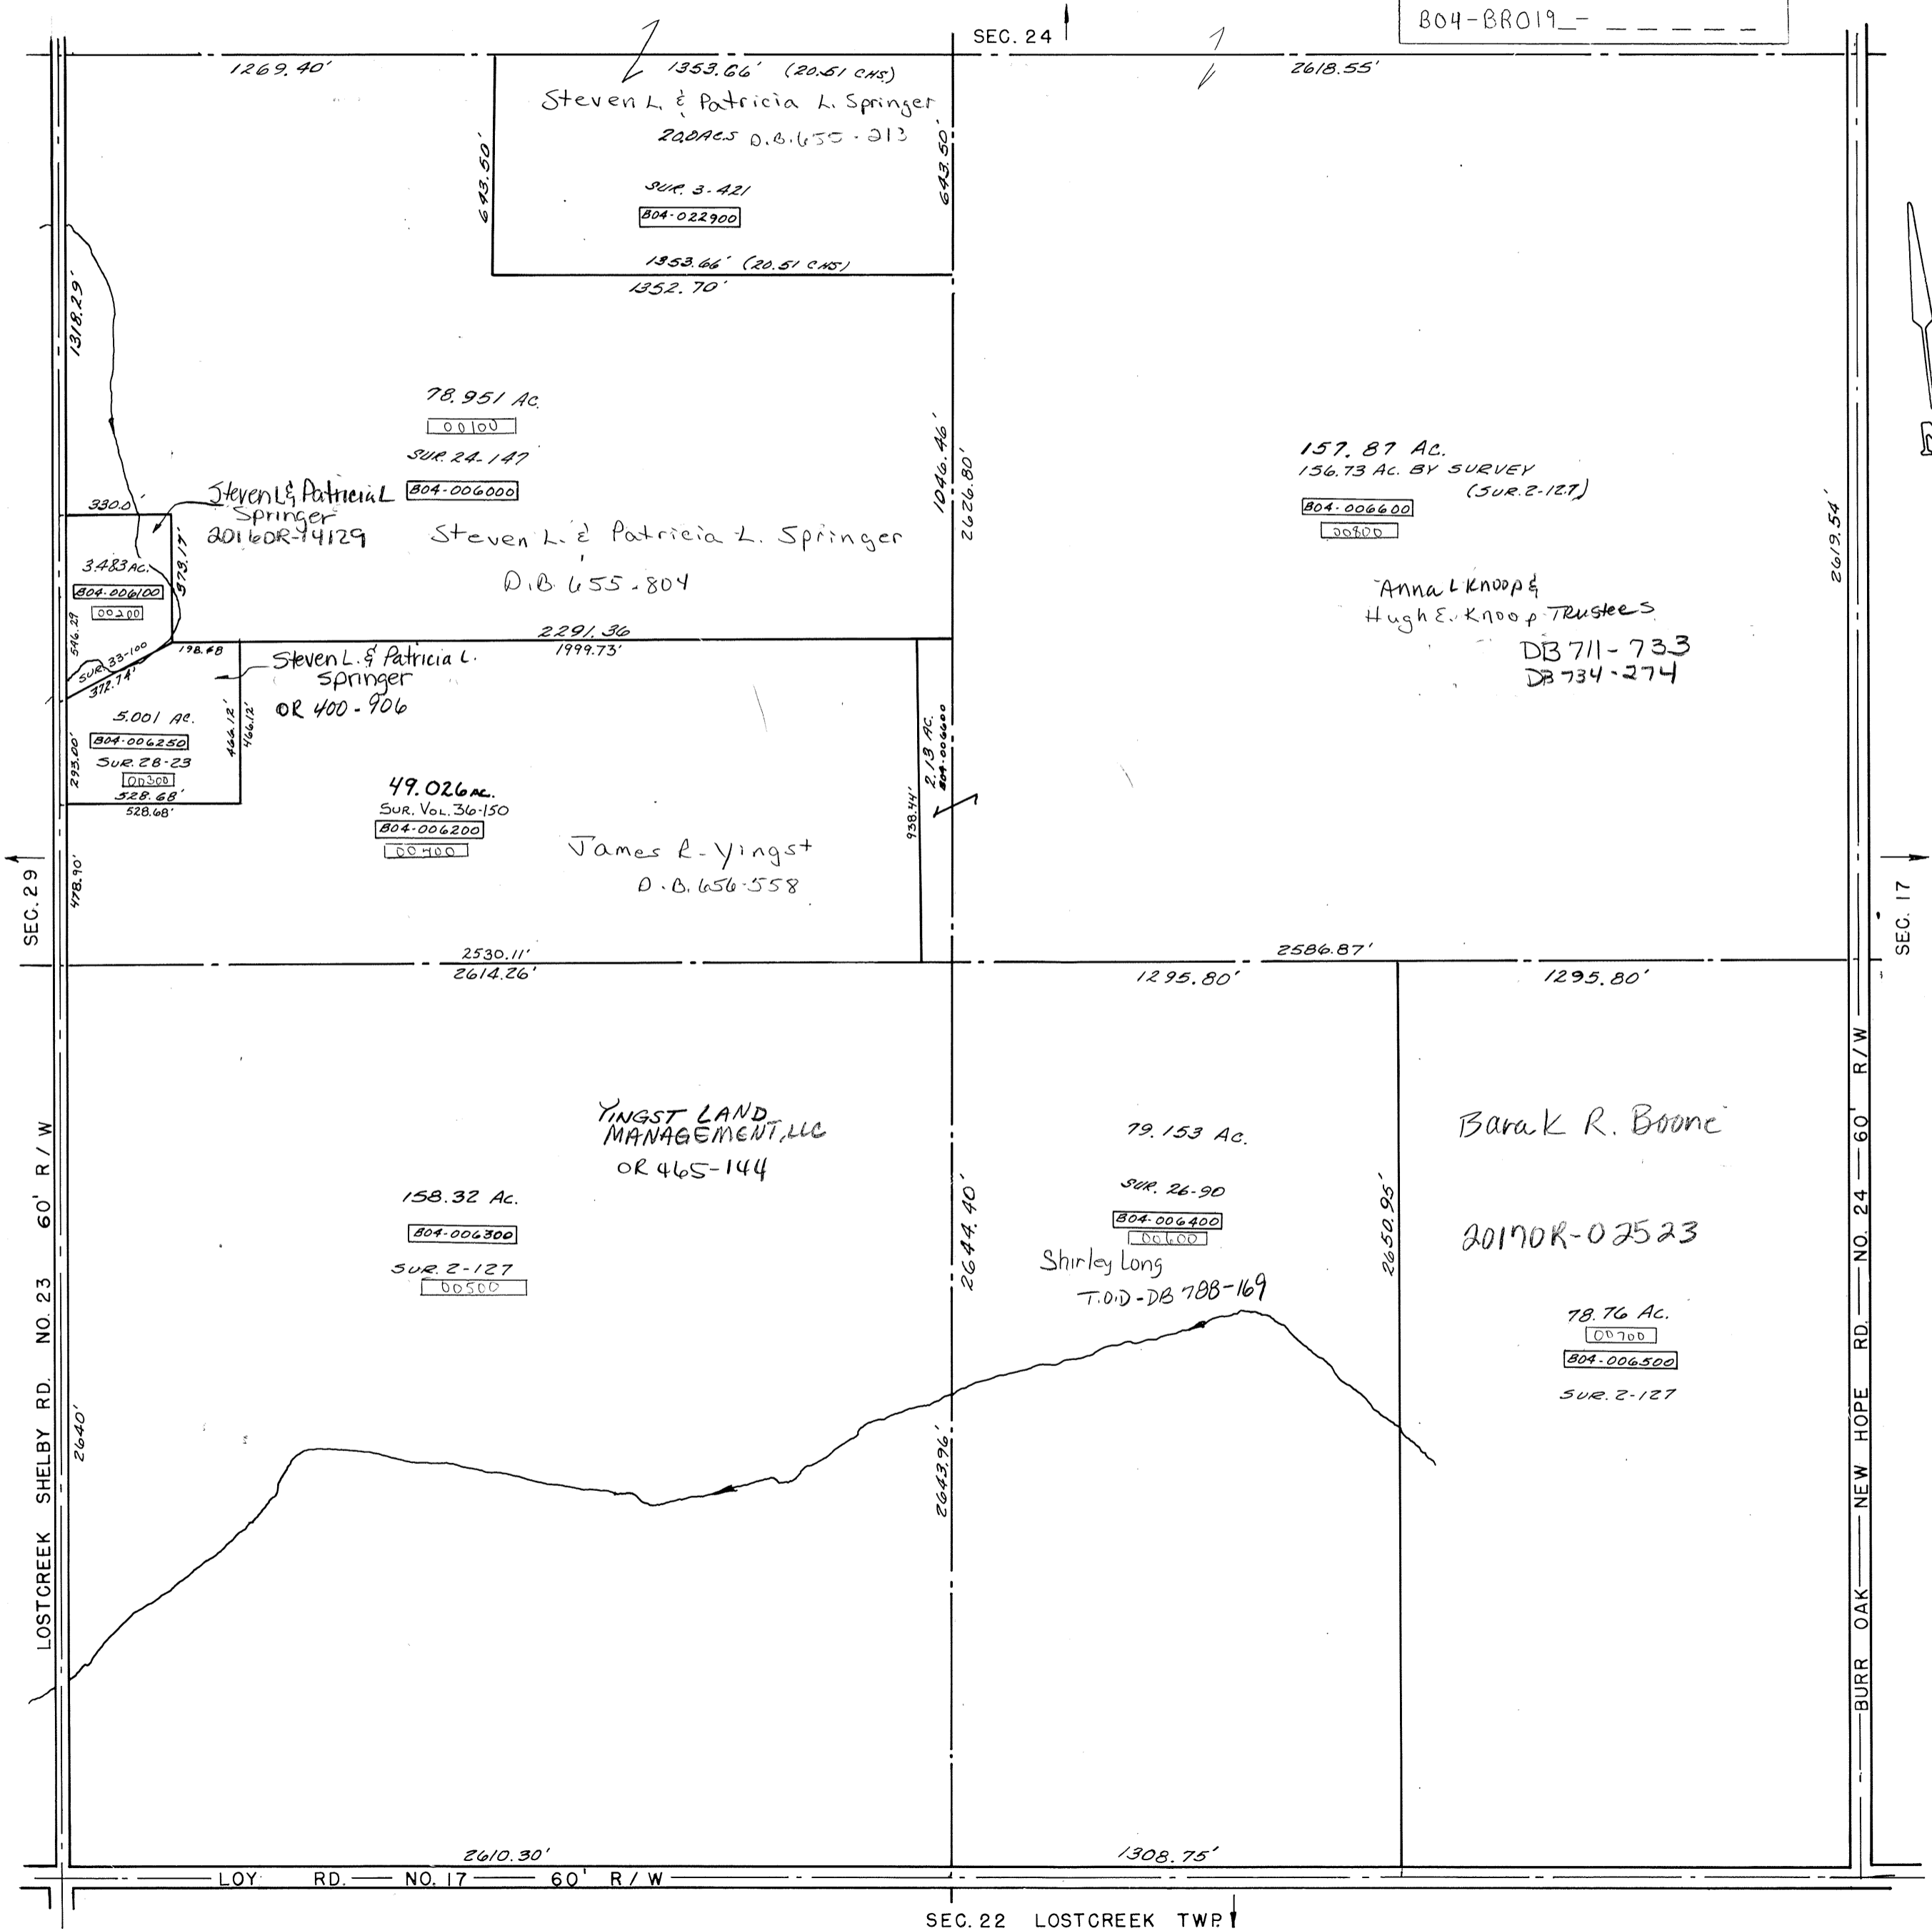 B04-BR019_- _ _ _ _ _
SEC. 24
1269.40'
1353.66' (20.51 CHS)
2618.55'
Steven L. & Patricia L. Springer
20.0 ACS D.B. 655-213
643.50'
643.50'
SUR. 3-421
B04-022900
1353.66' (20.51 CHS)
1352.70'
1318.29'
78.951 AC.
00100
SUR. 24-147
B04-006000
Steven L. & Patricia L. Springer
D.B. 655-804
1046.46'
2626.80'
157.87 AC.
156.73 AC. BY SURVEY
(SUR. 2-127)
B04-006600
00800
Anna L Knoop &
Hugh E. Knoop Trustees
DB 711-733
DB 734-274
2619.54'
330.0'
Steven L & Patricia L
Springer
2016OR-14129
373.17'
3.483 AC.
B04-006100
00200
546.29
SUR. 33-100
372.74'
198.68
2291.36
1999.73'
Steven L. & Patricia L.
Springer
OR 400-906
5.001 AC.
B04-006250
SUR. 28-23
00300
528.68'
528.68'
293.00'
466.12'
466.12'
49.026 AC.
SUR. VOL. 36-150
B04-006200
00400
James R. Yingst
D.B. 656-558
938.44'
2.13 AC.
B04-006600
478.90'
SEC. 29
SEC. 17
2530.11'
2614.26'
2586.87'
1295.80'
1295.80'
YINGST LAND
MANAGEMENT, LLC
OR 465-144
158.32 AC.
B04-006300
SUR. 2-127
00500
2640'
2644.40'
2643.96'
79.153 AC.
SUR. 26-90
B04-006400
00600
Shirley Long
T.O.D-DB 788-169
2650.95'
Barak R. Boone
2017OR-02523
78.76 AC.
00700
B04-006500
SUR. 2-127
LOSTCREEK SHELBY RD. NO. 23 60' R/W
BURR OAK NEW HOPE RD. NO. 24 60' R/W
2610.30'
1308.75'
LOY RD. NO. 17 60' R/W
SEC. 22 LOSTCREEK TWP.